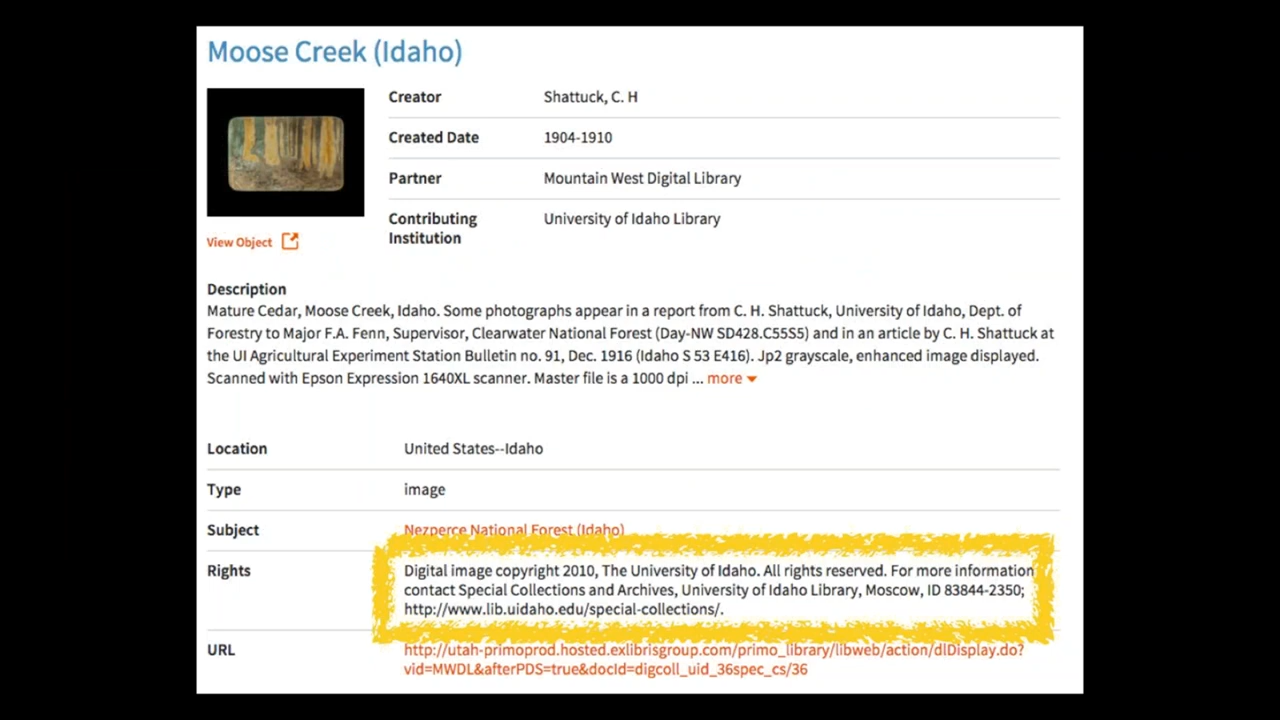 Moose Creek (Idaho)
Creator Shattuck, C. H
Created Date 1904-1910
Partner Mountain West Digital Library
Contributing Institution University of Idaho Library
View Object
Description
Mature Cedar, Moose Creek, Idaho. Some photographs appear in a report from C. H. Shattuck, University of Idaho, Dept. of
Forestry to Major F.A. Fenn, Supervisor, Clearwater National Forest (Day-NW SD428.C55S5) and in an article by C. H. Shattuck at
the UI Agricultural Experiment Station Bulletin no. 91, Dec. 1916 (Idaho S 53 E416). Jp2 grayscale, enhanced image displayed.
Scanned with Epson Expression 1640XL scanner. Master file is a 1000 dpi ... more
Location United States--Idaho
Type image
Subject Nezperce National Forest (Idaho)
Rights Digital image copyright 2010, The University of Idaho. All rights reserved. For more information
contact Special Collections and Archives, University of Idaho Library, Moscow, ID 83844-2350;
http://www.lib.uidaho.edu/special-collections/.
URL http://utah-primoprod.hosted.exlibrisgroup.com/primo_library/libweb/action/dlDisplay.do?
vid=MWDL&afterPDS=true&docId=digcoll_uid_36spec_cs/36